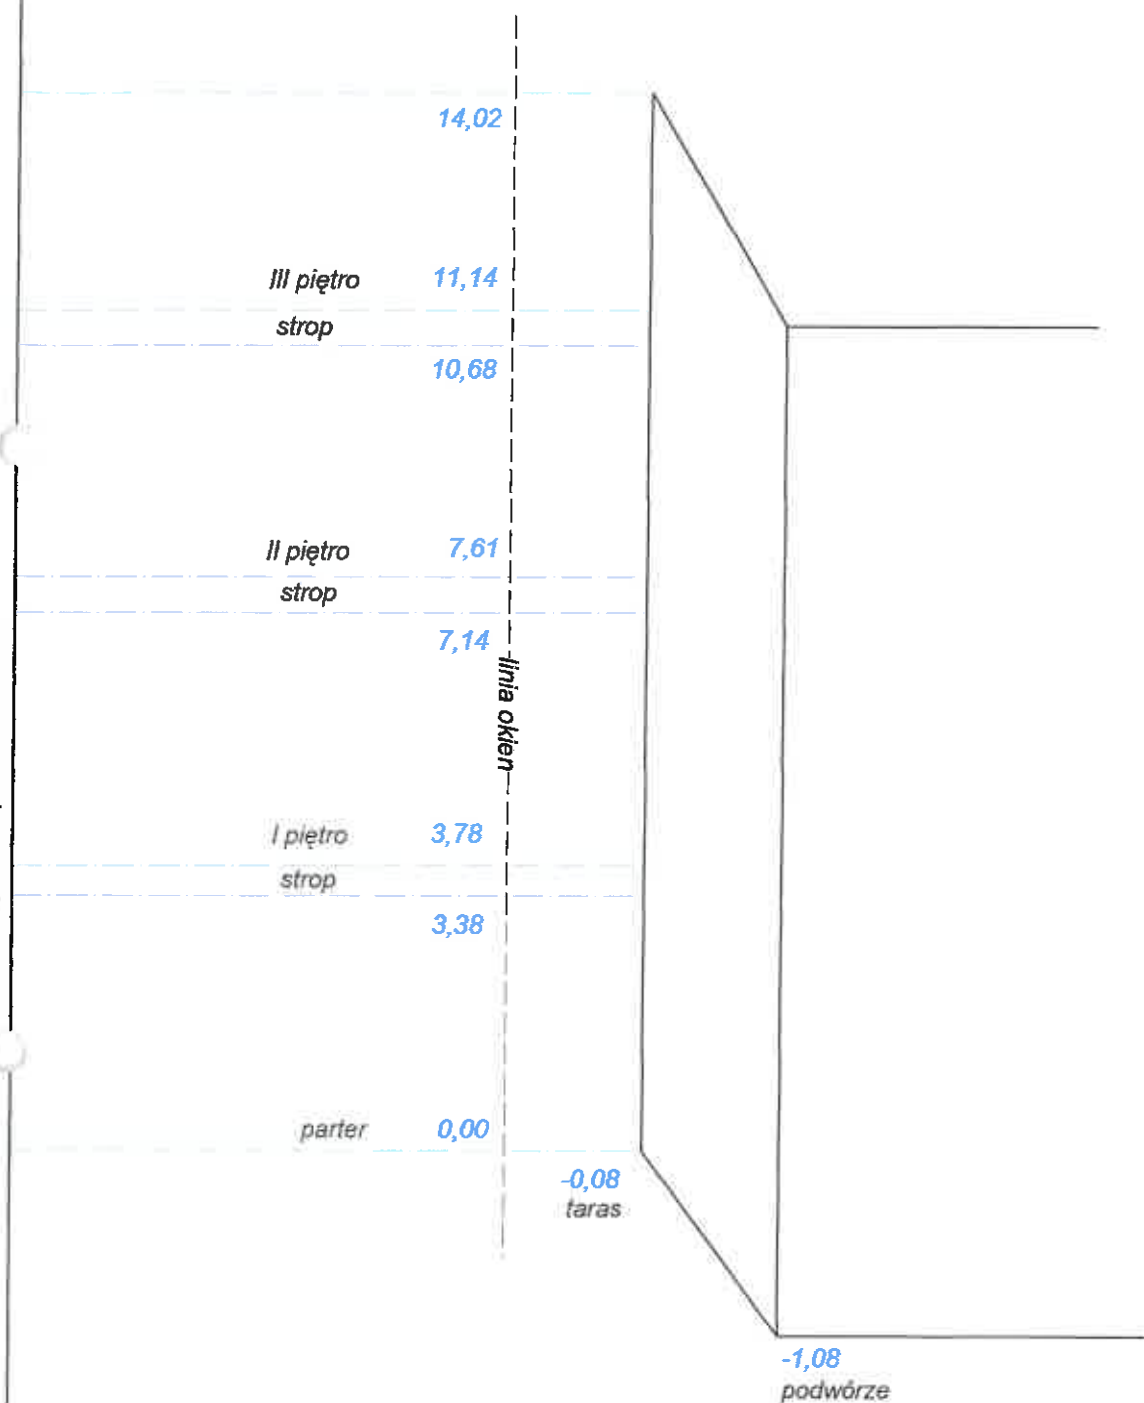 14,02
III piętro 11,14
strop
10,68
II piętro 7,61
strop
7,14
linia okien
I piętro 3,78
strop
3,38
parter 0,00
-0,08
taras
-1,08
podwórze